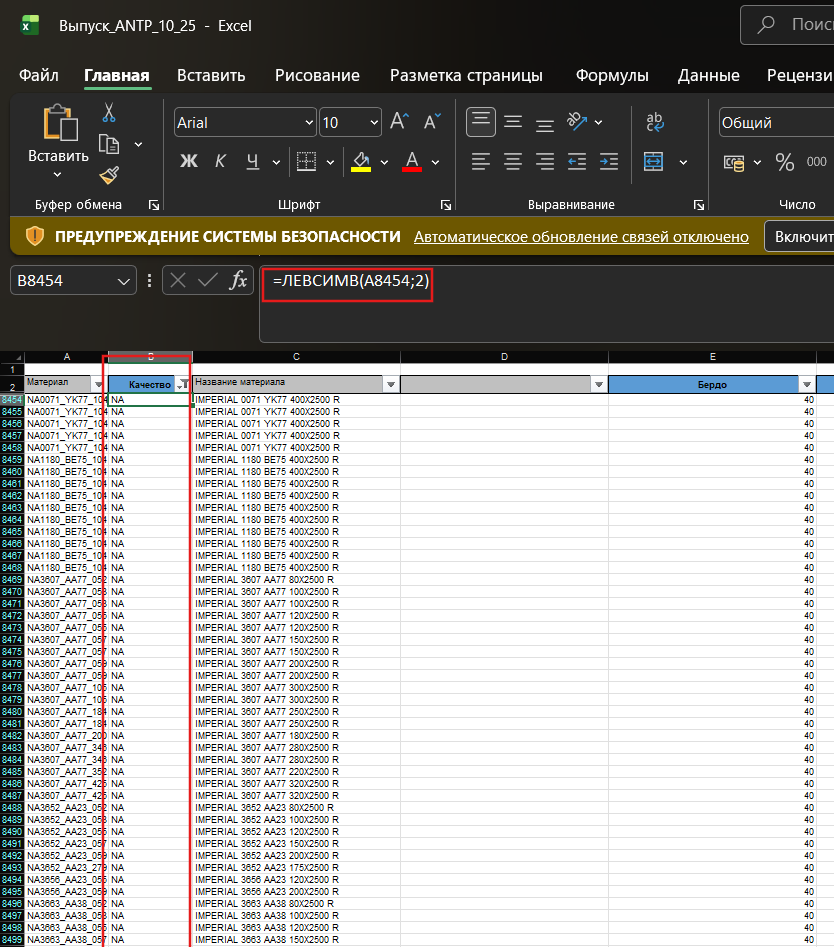 Выпуск_ANTP_10_25 - Excel
Файл Главная Вставить Рисование Разметка страницы Формулы Данные Рецензи
Arial 10 Общий
Вставить
Ж К Ч % 000
Буфер обмена Шрифт Выравнивание Число
ПРЕДУПРЕЖДЕНИЕ СИСТЕМЫ БЕЗОПАСНОСТИ Автоматическое обновление связей отключено Включит
B8454 fx =ЛЕВСИМВ(A8454;2)
A B C D E
1
2 Материал Качество Название материала Бердо
8454 NA0071_YK77_104 NA IMPERIAL 0071 YK77 400X2500 R 40
8455 NA0071_YK77_104 NA IMPERIAL 0071 YK77 400X2500 R 40
8456 NA0071_YK77_104 NA IMPERIAL 0071 YK77 400X2500 R 40
8457 NA0071_YK77_104 NA IMPERIAL 0071 YK77 400X2500 R 40
8458 NA0071_YK77_104 NA IMPERIAL 0071 YK77 400X2500 R 40
8459 NA1180_BE75_104 NA IMPERIAL 1180 BE75 400X2500 R 40
8460 NA1180_BE75_104 NA IMPERIAL 1180 BE75 400X2500 R 40
8461 NA1180_BE75_104 NA IMPERIAL 1180 BE75 400X2500 R 40
8462 NA1180_BE75_104 NA IMPERIAL 1180 BE75 400X2500 R 40
8463 NA1180_BE75_104 NA IMPERIAL 1180 BE75 400X2500 R 40
8464 NA1180_BE75_104 NA IMPERIAL 1180 BE75 400X2500 R 40
8465 NA1180_BE75_104 NA IMPERIAL 1180 BE75 400X2500 R 40
8466 NA1180_BE75_104 NA IMPERIAL 1180 BE75 400X2500 R 40
8467 NA1180_BE75_104 NA IMPERIAL 1180 BE75 400X2500 R 40
8468 NA1180_BE75_104 NA IMPERIAL 1180 BE75 400X2500 R 40
8469 NA3607_AA77_052 NA IMPERIAL 3607 AA77 80X2500 R 40
8470 NA3607_AA77_053 NA IMPERIAL 3607 AA77 100X2500 R 40
8471 NA3607_AA77_053 NA IMPERIAL 3607 AA77 100X2500 R 40
8472 NA3607_AA77_055 NA IMPERIAL 3607 AA77 120X2500 R 40
8473 NA3607_AA77_055 NA IMPERIAL 3607 AA77 120X2500 R 40
8474 NA3607_AA77_057 NA IMPERIAL 3607 AA77 150X2500 R 40
8475 NA3607_AA77_057 NA IMPERIAL 3607 AA77 150X2500 R 40
8476 NA3607_AA77_059 NA IMPERIAL 3607 AA77 200X2500 R 40
8477 NA3607_AA77_059 NA IMPERIAL 3607 AA77 200X2500 R 40
8478 NA3607_AA77_105 NA IMPERIAL 3607 AA77 300X2500 R 40
8479 NA3607_AA77_105 NA IMPERIAL 3607 AA77 300X2500 R 40
8480 NA3607_AA77_184 NA IMPERIAL 3607 AA77 250X2500 R 40
8481 NA3607_AA77_184 NA IMPERIAL 3607 AA77 250X2500 R 40
8482 NA3607_AA77_200 NA IMPERIAL 3607 AA77 180X2500 R 40
8483 NA3607_AA77_346 NA IMPERIAL 3607 AA77 280X2500 R 40
8484 NA3607_AA77_346 NA IMPERIAL 3607 AA77 280X2500 R 40
8485 NA3607_AA77_352 NA IMPERIAL 3607 AA77 220X2500 R 40
8486 NA3607_AA77_425 NA IMPERIAL 3607 AA77 320X2500 R 40
8487 NA3607_AA77_425 NA IMPERIAL 3607 AA77 320X2500 R 40
8488 NA3652_AA23_052 NA IMPERIAL 3652 AA23 80X2500 R 40
8489 NA3652_AA23_053 NA IMPERIAL 3652 AA23 100X2500 R 40
8490 NA3652_AA23_055 NA IMPERIAL 3652 AA23 120X2500 R 40
8491 NA3652_AA23_057 NA IMPERIAL 3652 AA23 150X2500 R 40
8492 NA3652_AA23_059 NA IMPERIAL 3652 AA23 200X2500 R 40
8493 NA3652_AA23_279 NA IMPERIAL 3652 AA23 175X2500 R 40
8494 NA3656_AA23_055 NA IMPERIAL 3656 AA23 120X2500 R 40
8495 NA3656_AA23_059 NA IMPERIAL 3656 AA23 200X2500 R 40
8496 NA3663_AA38_052 NA IMPERIAL 3663 AA38 80X2500 R 40
8497 NA3663_AA38_053 NA IMPERIAL 3663 AA38 100X2500 R 40
8498 NA3663_AA38_055 NA IMPERIAL 3663 AA38 120X2500 R 40
8499 NA3663_AA38_057 NA IMPERIAL 3663 AA38 150X2500 R 40